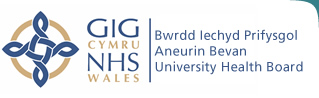 GIG
CYMRU
NHS
WALES
Bwrdd Iechyd Prifysgol
Aneurin Bevan
University Health Board